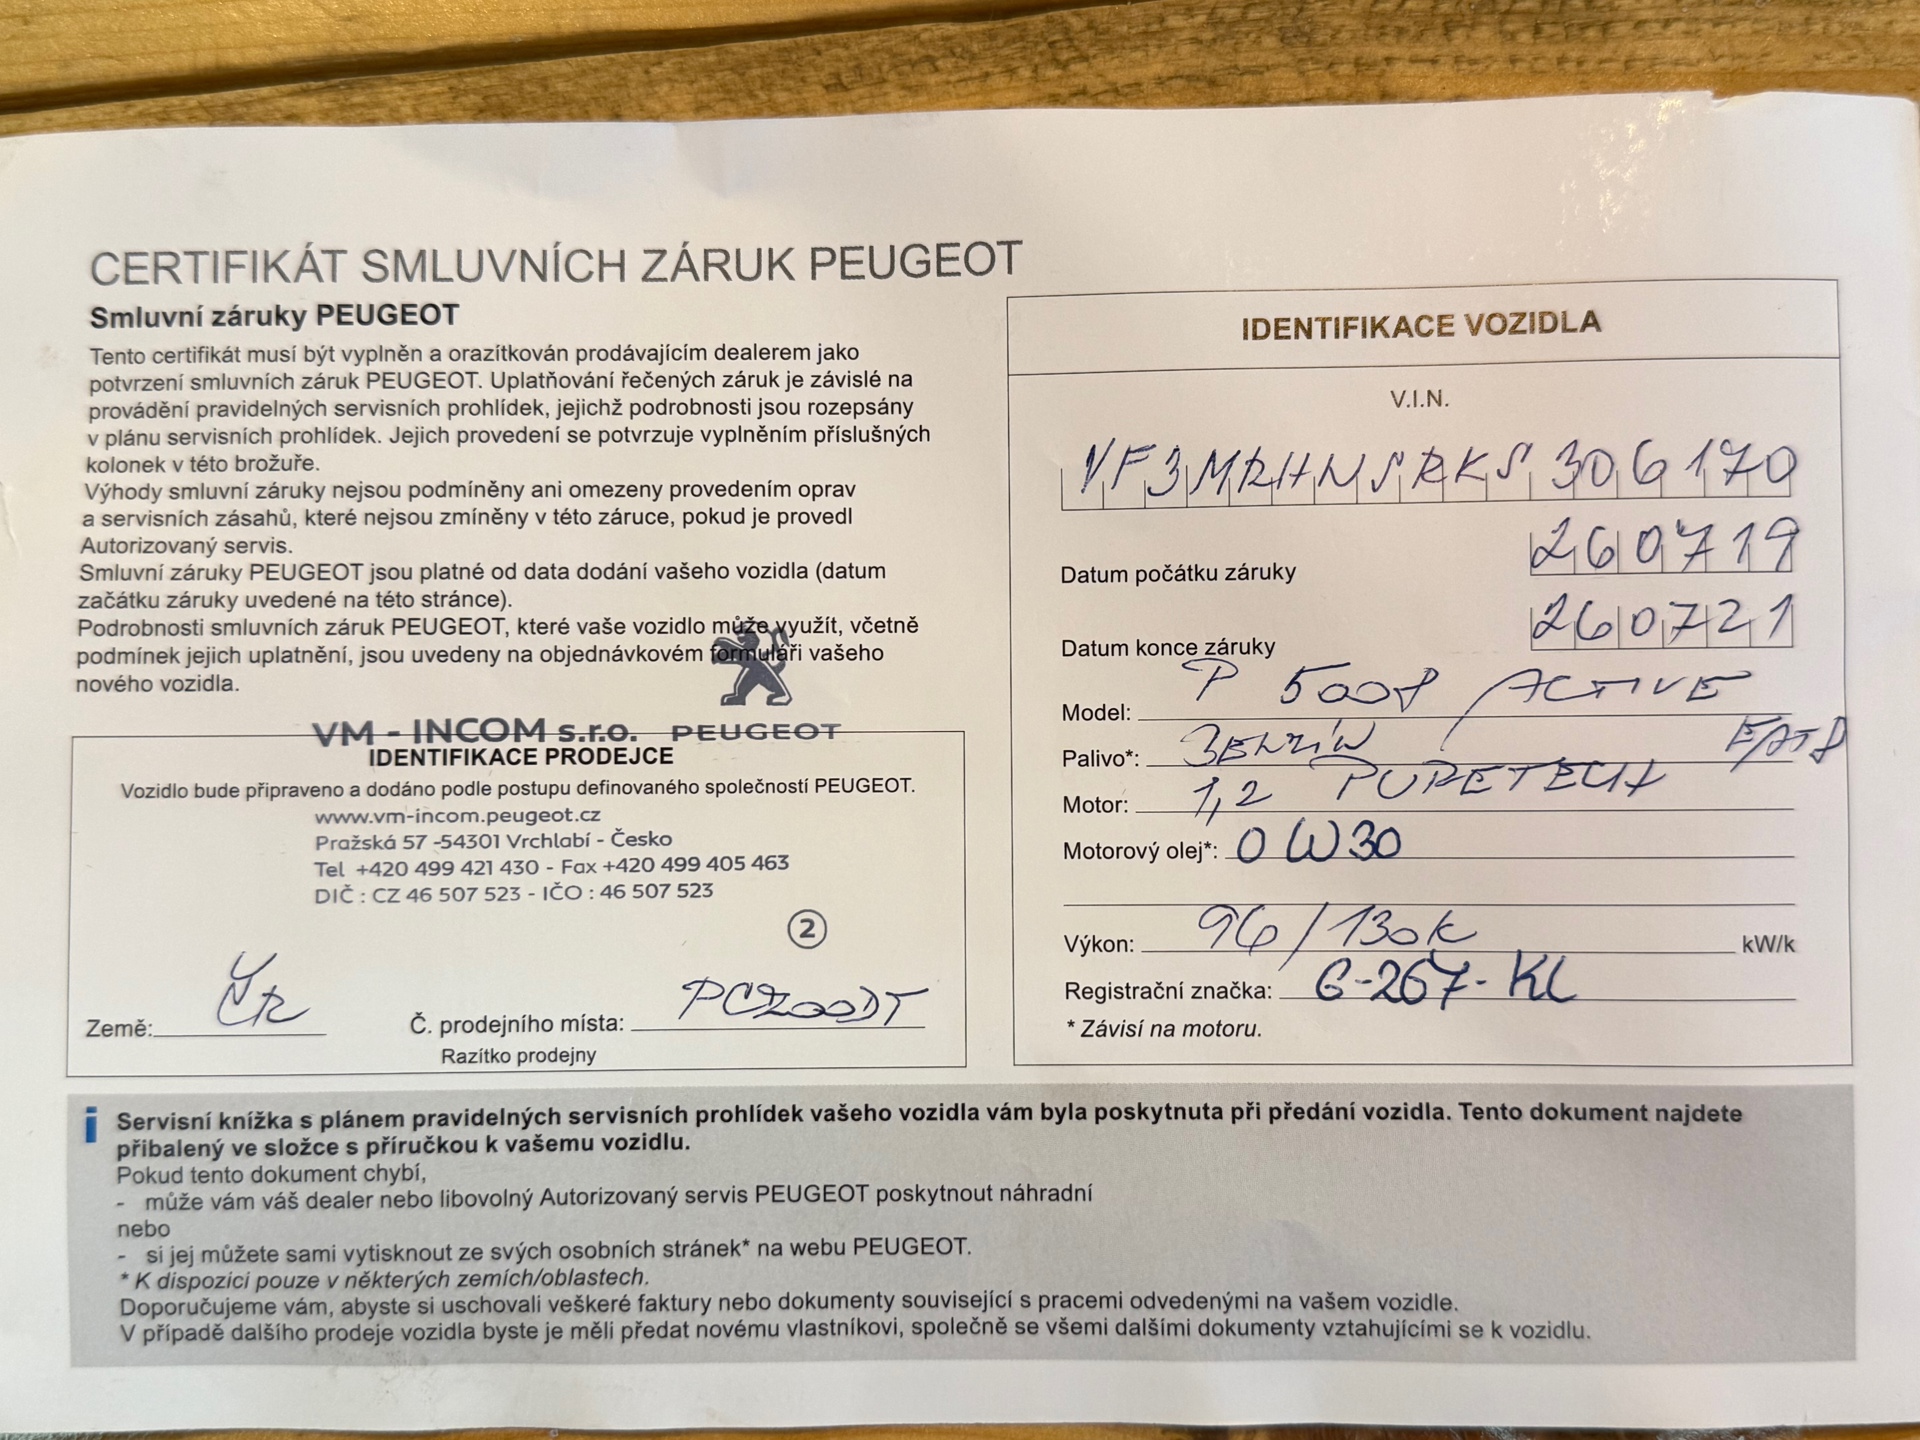 CERTIFIKÁT SMLUVNÍCH ZÁRUK PEUGEOT
Smluvní záruky PEUGEOT
Tento certifikát musí být vyplněn a orazítkován prodávajícím dealerem jako
potvrzení smluvních záruk PEUGEOT. Uplatňování řečených záruk je závislé na
provádění pravidelných servisních prohlídek, jejichž podrobnosti jsou rozepsány
v plánu servisních prohlídek. Jejich provedení se potvrzuje vyplněním příslušných
kolonek v této brožuře.
Výhody smluvní záruky nejsou podmíněny ani omezeny provedením oprav
a servisních zásahů, které nejsou zmíněny v této záruce, pokud je provedl
Autorizovaný servis.
Smluvní záruky PEUGEOT jsou platné od data dodání vašeho vozidla (datum
začátku záruky uvedené na této stránce).
Podrobnosti smluvních záruk PEUGEOT, které vaše vozidlo může využít, včetně
podmínek jejich uplatnění, jsou uvedeny na objednávkovém formuláři vašeho
nového vozidla.
VM - INCOM s.r.o. PEUGEOT
IDENTIFIKACE PRODEJCE
Vozidlo bude připraveno a dodáno podle postupu definovaného společností PEUGEOT.
www.vm-incom.peugeot.cz
Pražská 57 -54301 Vrchlabí - Česko
Tel +420 499 421 430 - Fax +420 499 405 463
DIČ : CZ 46 507 523 - IČO : 46 507 523
2
Země: ČR Č. prodejního místa: PCZ00DT
Razítko prodejny
IDENTIFIKACE VOZIDLA
V.I.N.
VF3MRHNSRKS306170
Datum počátku záruky 260719
Datum konce záruky 260721
Model: P 5008 ACTIVE
Palivo*: BENZÍN EAT8
Motor: 1,2 PURETECH
Motorový olej*: 0W30
Výkon: 96/130k kW/k
Registrační značka: 6-267-KL
* Závisí na motoru.
i Servisní knížka s plánem pravidelných servisních prohlídek vašeho vozidla vám byla poskytnuta při předání vozidla. Tento dokument najdete
přibalený ve složce s příručkou k vašemu vozidlu.
Pokud tento dokument chybí,
- může vám váš dealer nebo libovolný Autorizovaný servis PEUGEOT poskytnout náhradní
nebo
- si jej můžete sami vytisknout ze svých osobních stránek* na webu PEUGEOT.
* K dispozici pouze v některých zemích/oblastech.
Doporučujeme vám, abyste si uschovali veškeré faktury nebo dokumenty související s pracemi odvedenými na vašem vozidle.
V případě dalšího prodeje vozidla byste je měli předat novému vlastníkovi, společně se všemi dalšími dokumenty vztahujícími se k vozidlu.